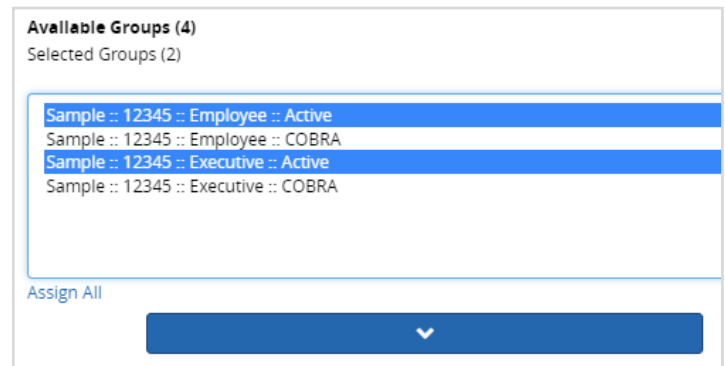 Available Groups (4)
Selected Groups (2)
Sample :: 12345 :: Employee :: Active
Sample :: 12345 :: Employee :: COBRA
Sample :: 12345 :: Executive :: Active
Sample :: 12345 :: Executive :: COBRA
Assign All